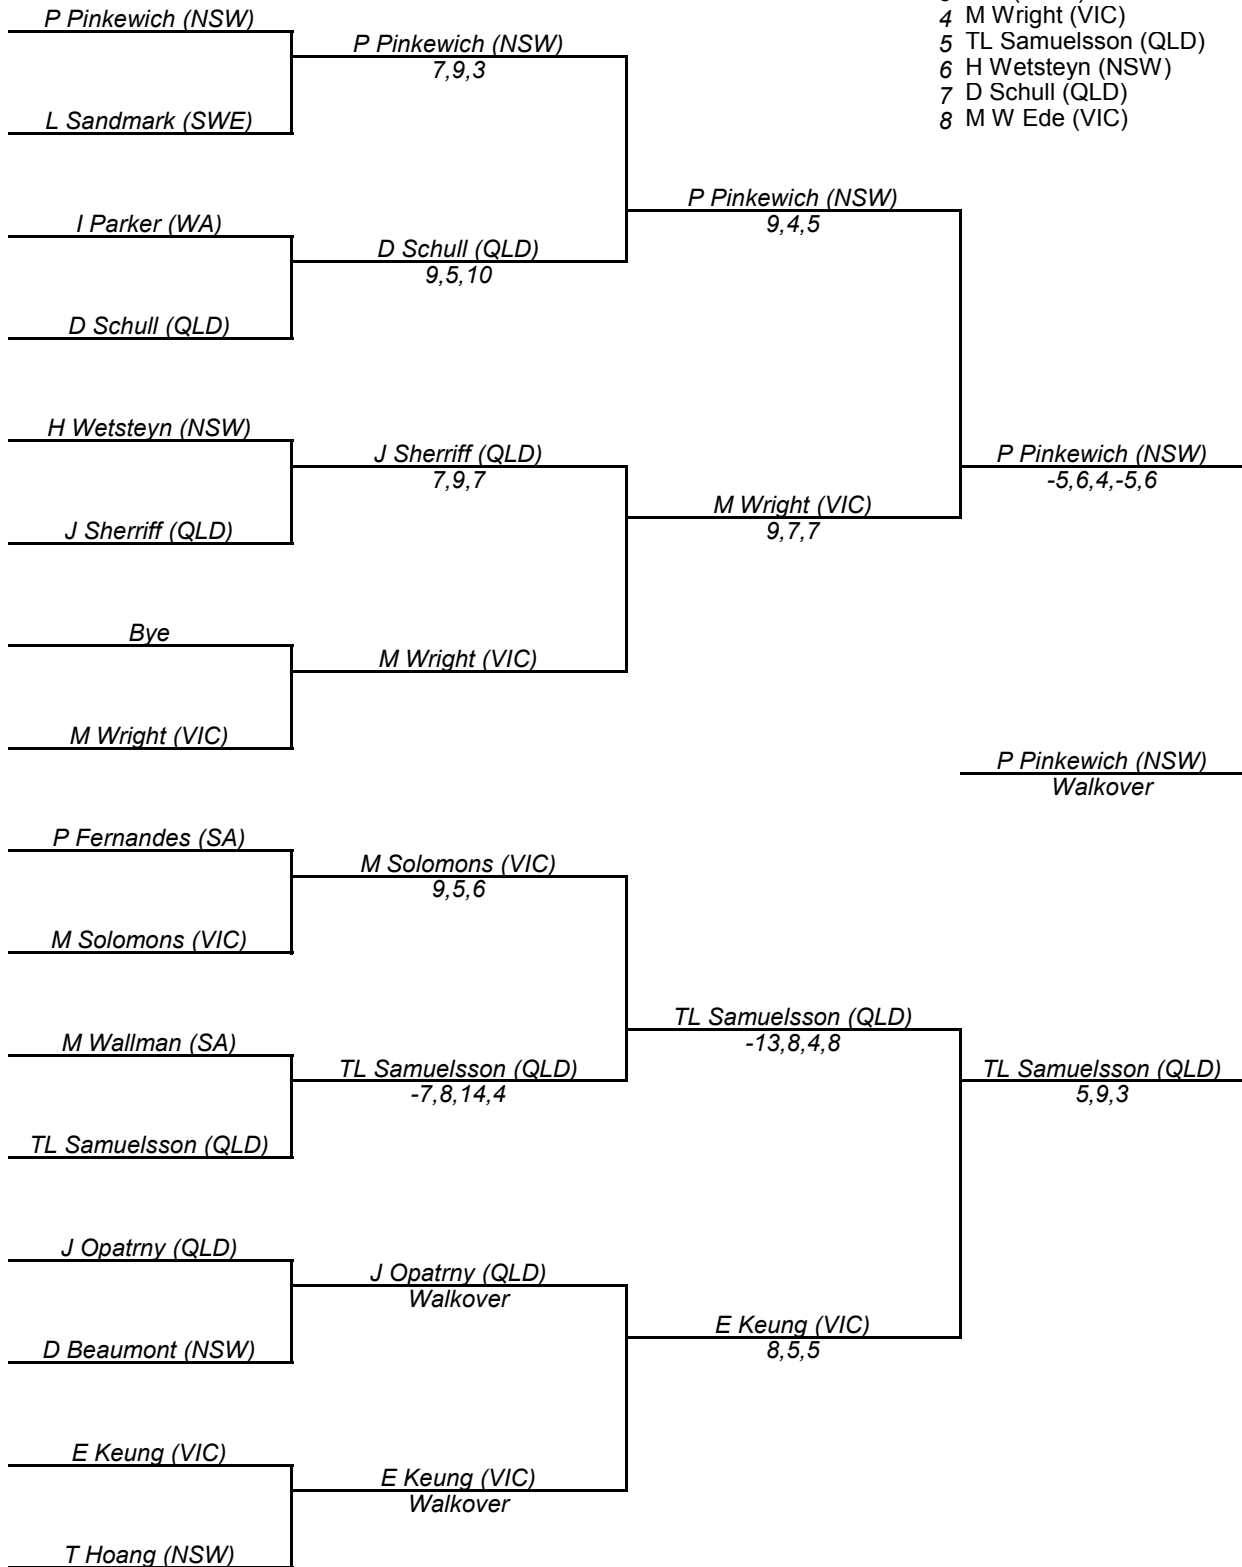 4 M Wright (VIC)
5 TL Samuelsson (QLD)
6 H Wetsteyn (NSW)
7 D Schull (QLD)
8 M W Ede (VIC)
P Pinkewich (NSW)
P Pinkewich (NSW)
7,9,3
L Sandmark (SWE)
P Pinkewich (NSW)
9,4,5
I Parker (WA)
D Schull (QLD)
9,5,10
D Schull (QLD)
H Wetsteyn (NSW)
J Sherriff (QLD)
7,9,7
P Pinkewich (NSW)
-5,6,4,-5,6
M Wright (VIC)
9,7,7
J Sherriff (QLD)
Bye
M Wright (VIC)
M Wright (VIC)
P Pinkewich (NSW)
Walkover
P Fernandes (SA)
M Solomons (VIC)
9,5,6
M Solomons (VIC)
TL Samuelsson (QLD)
-13,8,4,8
M Wallman (SA)
TL Samuelsson (QLD)
-7,8,14,4
TL Samuelsson (QLD)
5,9,3
TL Samuelsson (QLD)
J Opatrny (QLD)
J Opatrny (QLD)
Walkover
E Keung (VIC)
8,5,5
D Beaumont (NSW)
E Keung (VIC)
E Keung (VIC)
Walkover
T Hoang (NSW)